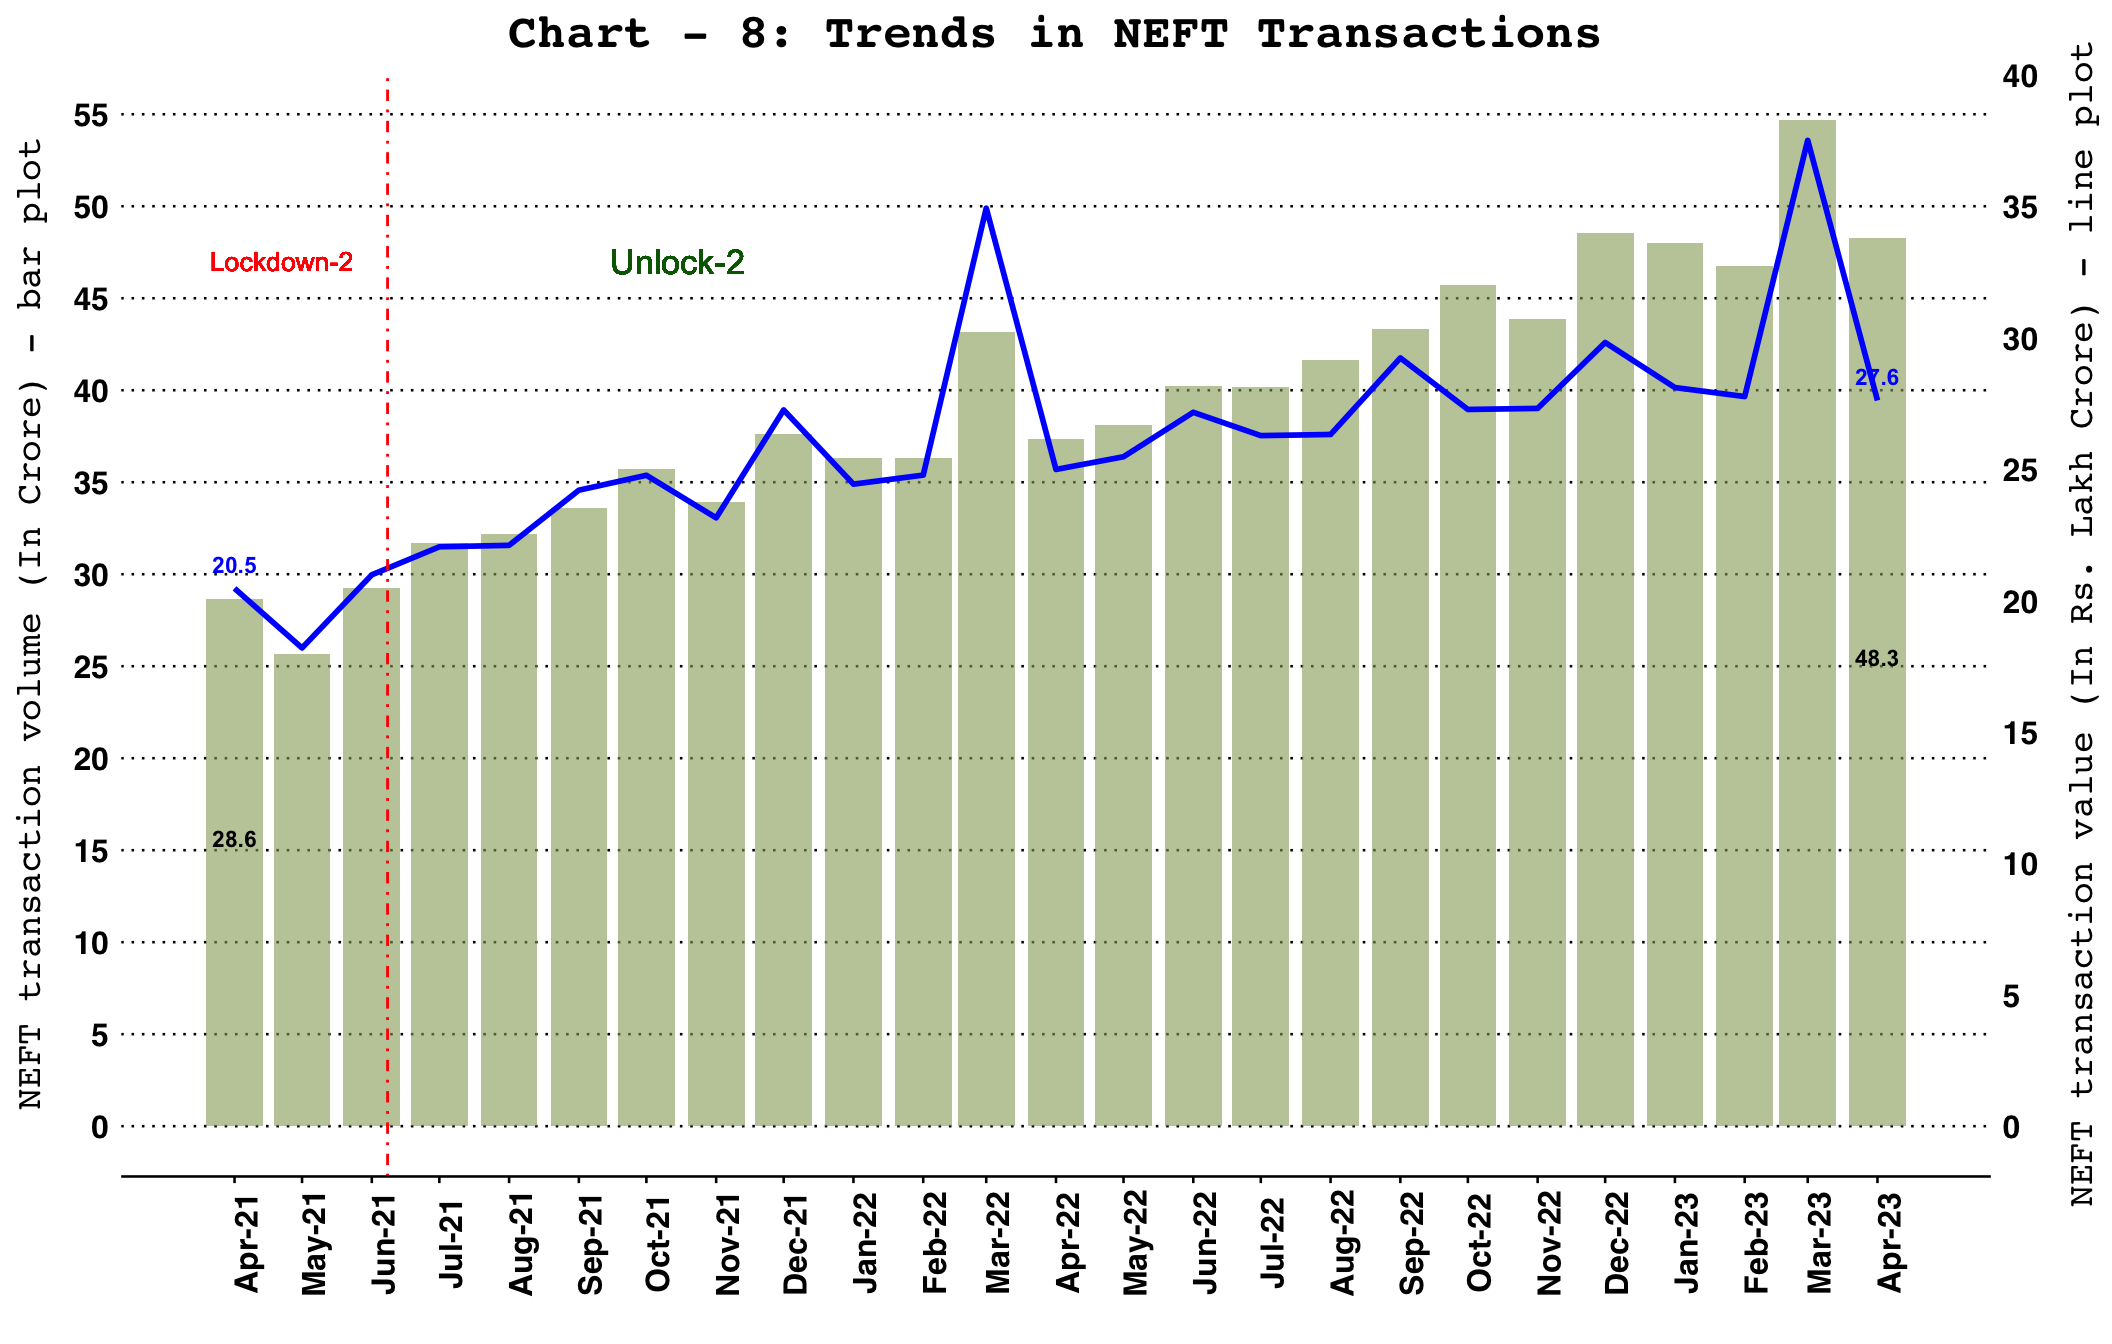 Chart - 8: Trends in NEFT Transactions
NEFT transaction volume (In Crore) - bar plot
55
50
45
40
35
30
25
20
15
10
5
0
Lockdown-2
Unlock-2
20.5
28.6
27.6
48.3
40
35
30
25
20
15
10
5
0
NEFT transaction value (In Rs. Lakh Crore) - line plot
Apr-21
May-21
Jun-21
Jul-21
Aug-21
Sep-21
Oct-21
Nov-21
Dec-21
Jan-22
Feb-22
Mar-22
Apr-22
May-22
Jun-22
Jul-22
Aug-22
Sep-22
Oct-22
Nov-22
Dec-22
Jan-23
Feb-23
Mar-23
Apr-23